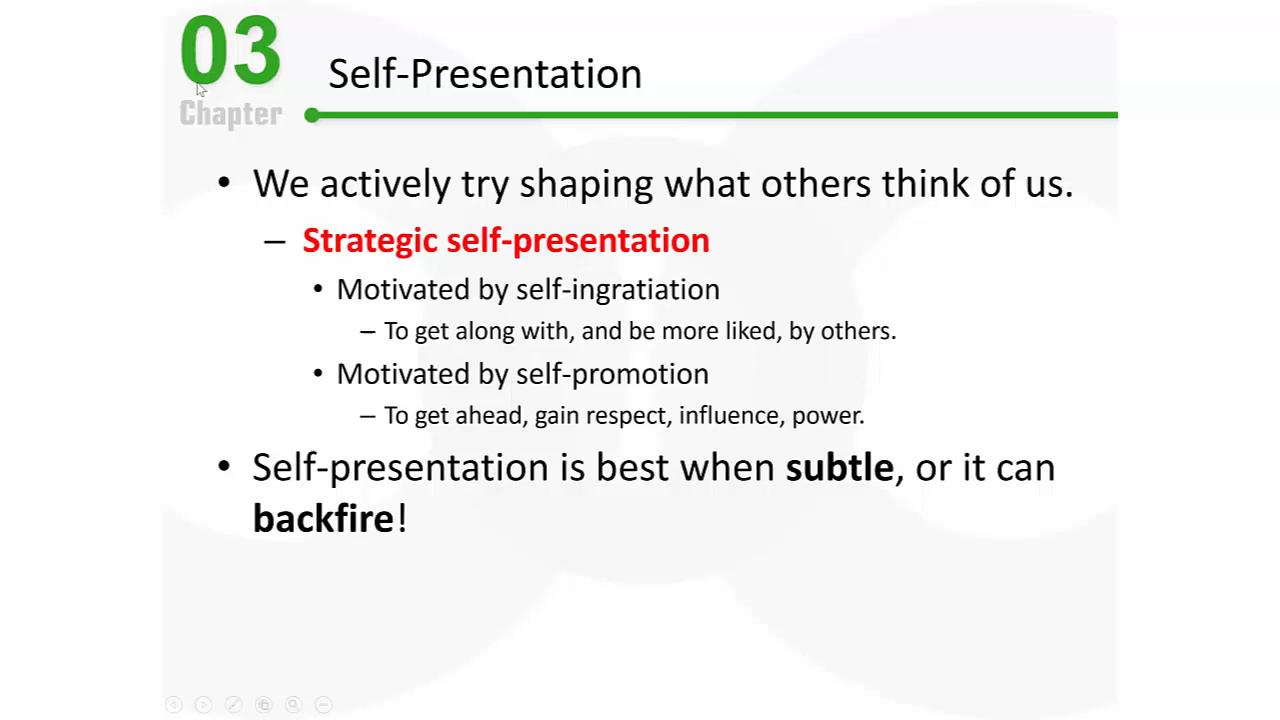 03
Chapter
Self-Presentation
• We actively try shaping what others think of us.
– Strategic self-presentation
• Motivated by self-ingratiation
– To get along with, and be more liked, by others.
• Motivated by self-promotion
– To get ahead, gain respect, influence, power.
• Self-presentation is best when subtle, or it can
backfire!